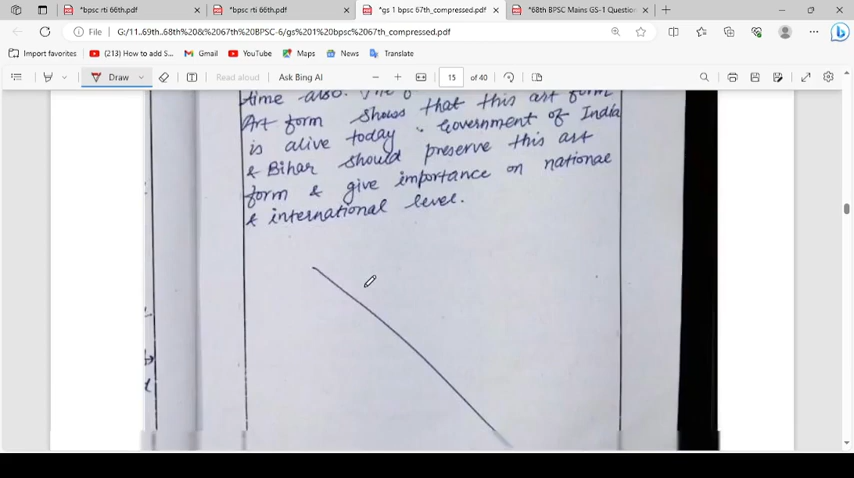 *bpsc rti 66th.pdf
*bpsc rti 66th.pdf
*gs 1 bpsc 67th_compressed.pdf
*68th BPSC Mains GS-1 Question
File
G:/11.69th.68th%20&%2067th%20BPSC-6/gs%201%20bpsc%2067th_compressed.pdf
Import favorites
(213) How to add S...
Gmail
YouTube
Maps
News
Translate
Draw
Read aloud
Ask Bing AI
15
of 40
time also. The
Art form shows that this art form
is alive today. Government of India
& Bihar should preserve this art
form & give importance on national
& international level.